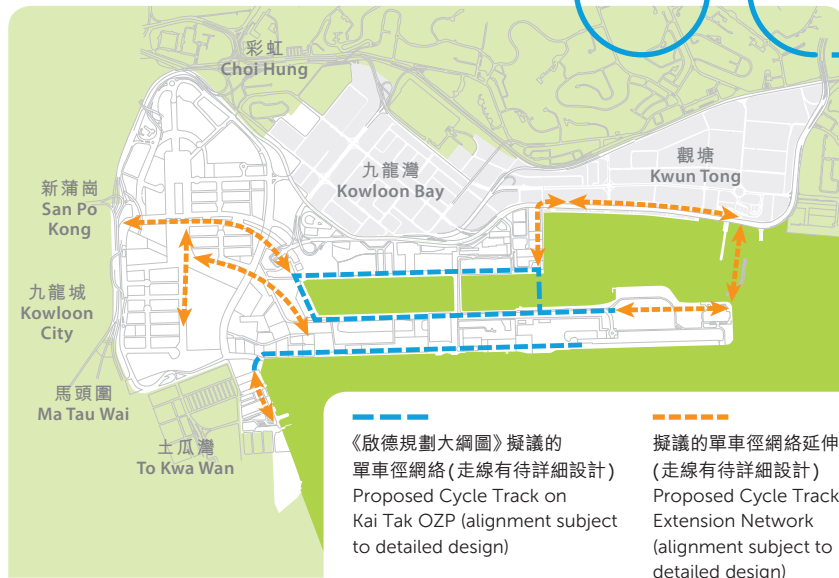 彩虹
Choi Hung
九龍灣
Kowloon Bay
觀塘
Kwun Tong
新蒲崗
San Po
Kong
九龍城
Kowloon
City
馬頭圍
Ma Tau Wai
土瓜灣
To Kwa Wan
《啟德規劃大綱圖》擬議的
單車徑網絡(走線有待詳細設計)
Proposed Cycle Track on
Kai Tak OZP (alignment subject
to detailed design)
擬議的單車徑網絡延伸
(走線有待詳細設計)
Proposed Cycle Track
Extension Network
(alignment subject to
detailed design)